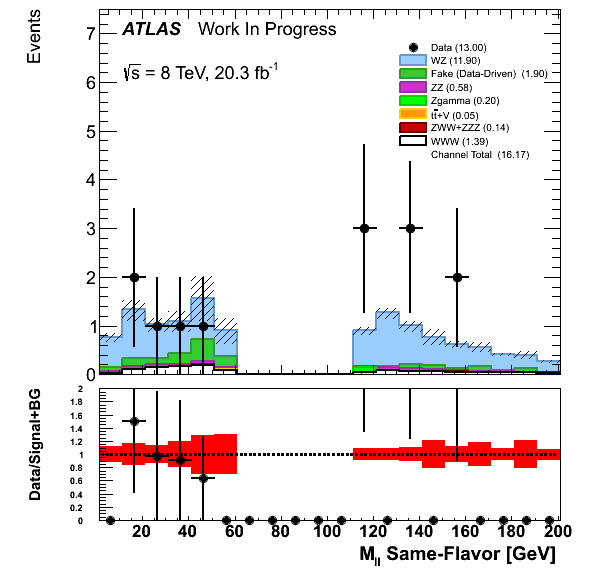 Events
ATLAS Work In Progress
√s = 8 TeV, 20.3 fb⁻¹
Data (13.00)
WZ (11.90)
Fake (Data-Driven) (1.90)
ZZ (0.58)
Zgamma (0.20)
tt̄+V (0.05)
ZWW+ZZZ (0.14)
WWW (1.39)
Channel Total (16.17)
7
6
5
4
3
2
1
0
Data/Signal+BG
2
1.8
1.6
1.4
1.2
1
0.8
0.6
0.4
0.2
0
20 40 60 80 100 120 140 160 180 200
M_ll Same-Flavor [GeV]